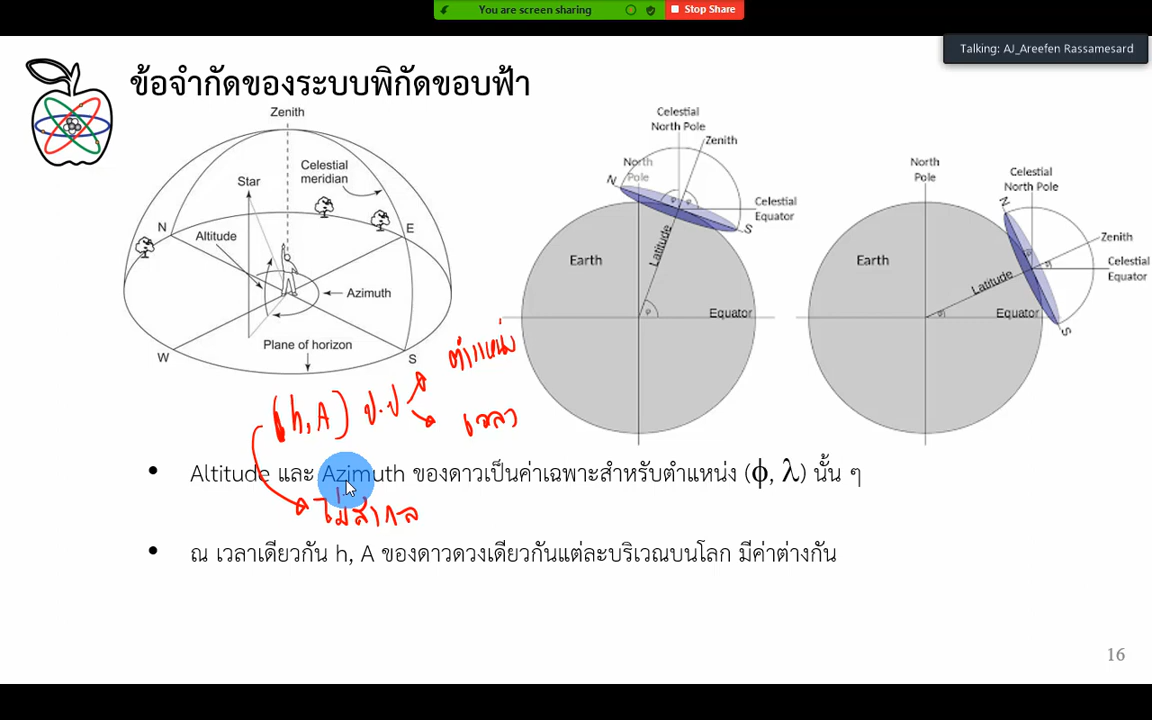 You are screen sharing
Stop Share
Talking: AJ_Areefen Rassamesard
ข้อจำกัดของระบบพิกัดขอบฟ้า
Zenith
Celestial
meridian
Star
N
Altitude
E
Azimuth
Plane of horizon
W
S
Celestial
North Pole
Zenith
North
Pole
N
Celestial
Equator
S
Latitude
Earth
φ
Equator
North
Pole
Celestial
North Pole
N
Zenith
Celestial
Equator
Earth
Latitude
Equator
S
ตำแหน่ง
(h, A) ป.ป
เวลา
• Altitude และ Azimuth ของดาวเป็นค่าเฉพาะสำหรับตำแหน่ง (ϕ, λ) นั้น ๆ
ไม่สากล
• ณ เวลาเดียวกัน h, A ของดาวดวงเดียวกันแต่ละบริเวณบนโลก มีค่าต่างกัน
16